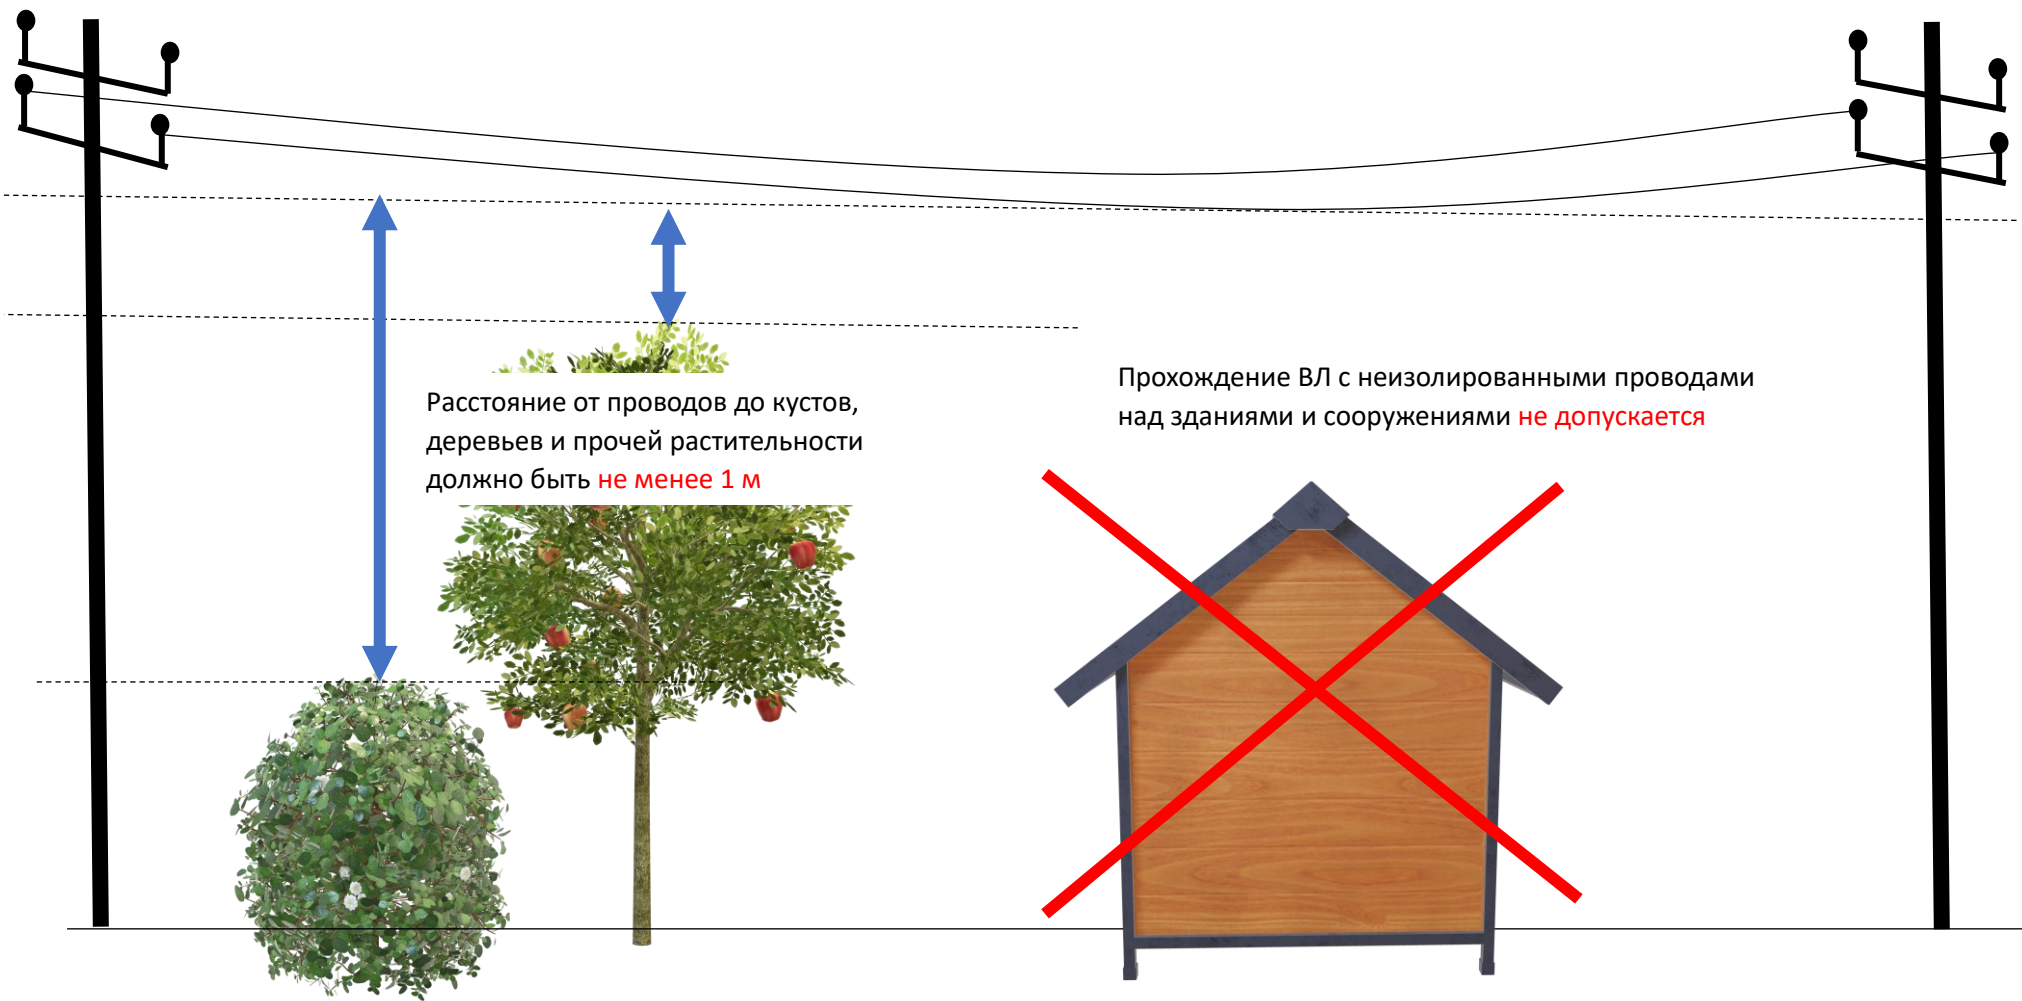 Расстояние от проводов до кустов,
деревьев и прочей растительности
должно быть не менее 1 м
Прохождение ВЛ с неизолированными проводами
над зданиями и сооружениями не допускается